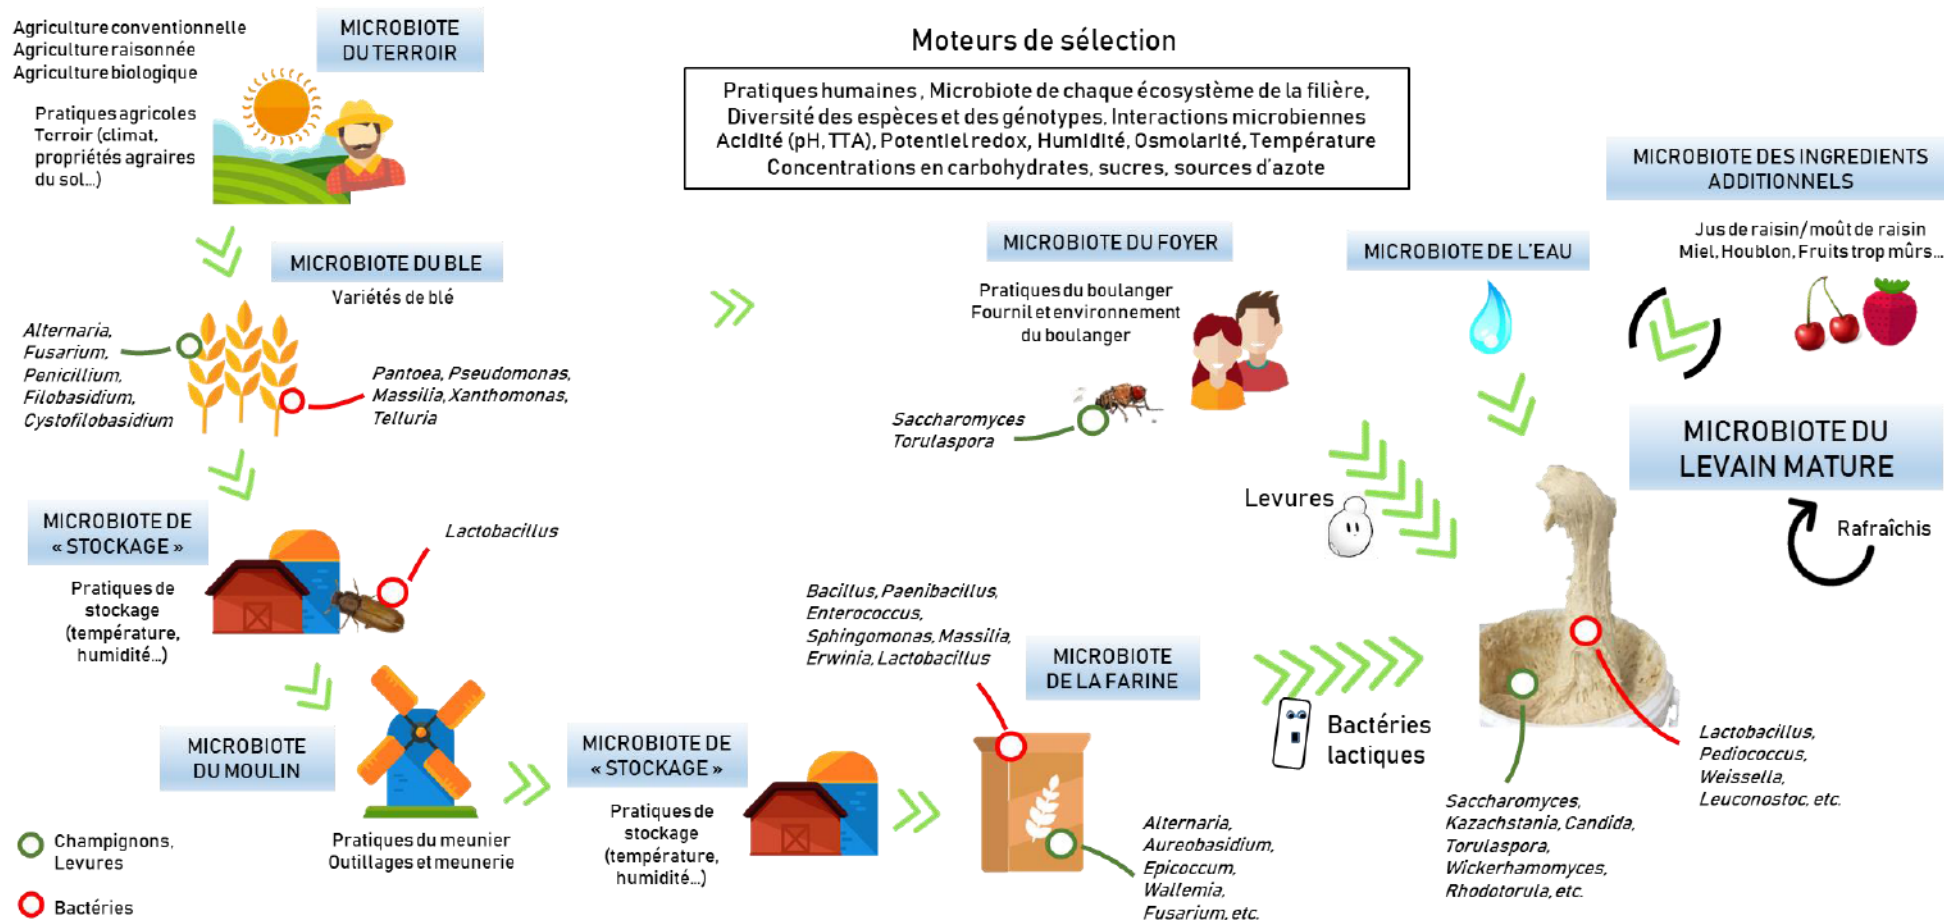 Agriculture conventionnelle
Agriculture raisonnée
Agriculture biologique
MICROBIOTE
DU TERROIR
Pratiques agricoles
Terroir (climat,
propriétés agraires
du sol...)
Moteurs de sélection
Pratiques humaines, Microbiote de chaque écosystème de la filière,
Diversité des espèces et des génotypes, Interactions microbiennes
Acidité (pH, TTA), Potentiel redox, Humidité, Osmolarité, Température
Concentrations en carbohydrates, sucres, sources d'azote
MICROBIOTE DES INGREDIENTS
ADDITIONNELS
Jus de raisin/moût de raisin
Miel, Houblon, Fruits trop mûrs...
MICROBIOTE DU BLE
Variétés de blé
Alternaria,
Fusarium,
Penicillium,
Filobasidium,
Cystofilobasidium
Pantoea, Pseudomonas,
Massilia, Xanthomonas,
Telluria
MICROBIOTE DU FOYER
Pratiques du boulanger
Fournil et environnement
du boulanger
Saccharomyces
Torulaspora
MICROBIOTE DE L'EAU
MICROBIOTE DU
LEVAIN MATURE
Rafraîchis
Levures
MICROBIOTE DE
« STOCKAGE »
Pratiques de
stockage
(température,
humidité...)
Lactobacillus
MICROBIOTE
DU MOULIN
Pratiques du meunier
Outillages et meunerie
MICROBIOTE DE
« STOCKAGE »
Pratiques de
stockage
(température,
humidité...)
Bacillus, Paenibacillus,
Enterococcus,
Sphingomonas, Massilia,
Erwinia, Lactobacillus
MICROBIOTE
DE LA FARINE
Alternaria,
Aureobasidium,
Epicoccum,
Wallemia,
Fusarium, etc.
Bactéries
lactiques
Saccharomyces,
Kazachstania, Candida,
Torulaspora,
Wickerhamomyces,
Rhodotorula, etc.
Lactobacillus,
Pediococcus,
Weissella,
Leuconostoc, etc.
Champignons,
Levures
Bactéries